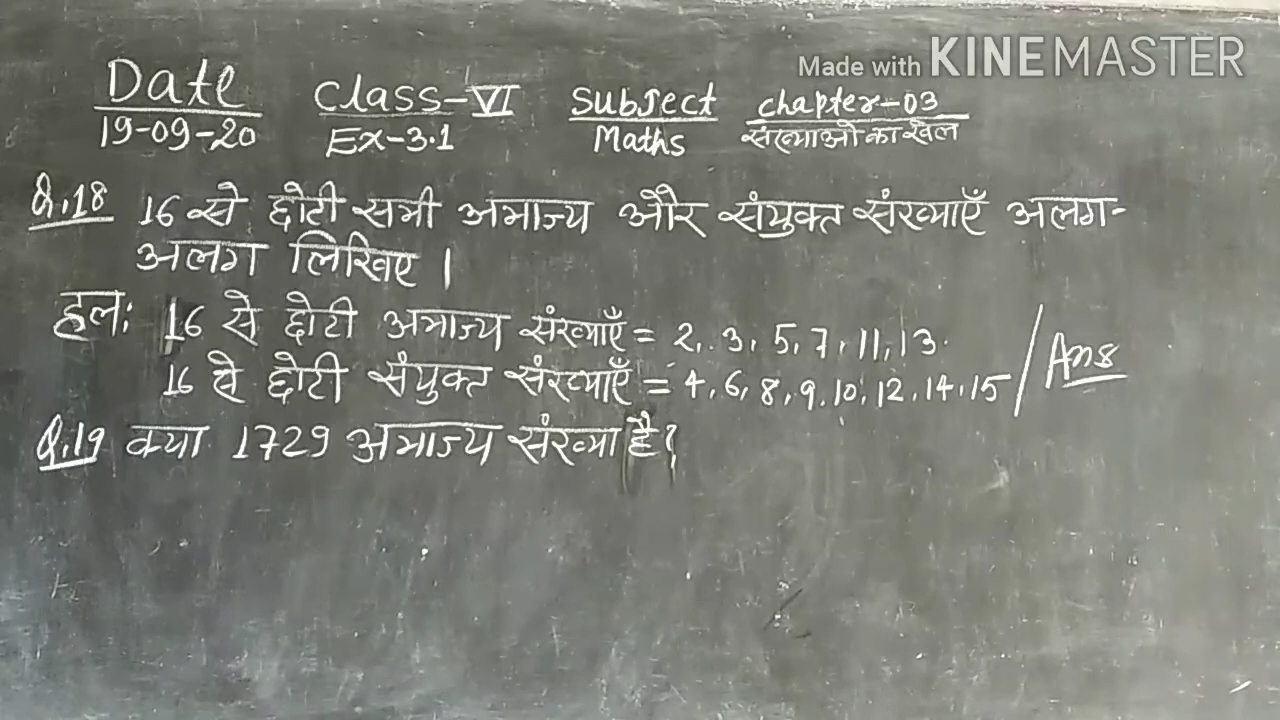 Made with KINEMASTER
Date Class-VI Subject chapter-03
19-09-20 Ex-3.1 Maths संख्याओ का खेल
Q.18 16 से छोटी सभी अभाज्य और संयुक्त संख्याएँ अलग-
अलग लिखिए।
हल: 16 से छोटी अभाज्य संख्याएँ = 2, 3, 5, 7, 11, 13.
16 से छोटी संयुक्त संख्याएँ = 4, 6, 8, 9, 10, 12, 14, 15 / Ans
Q.19 क्या 1729 अभाज्य संख्या है?